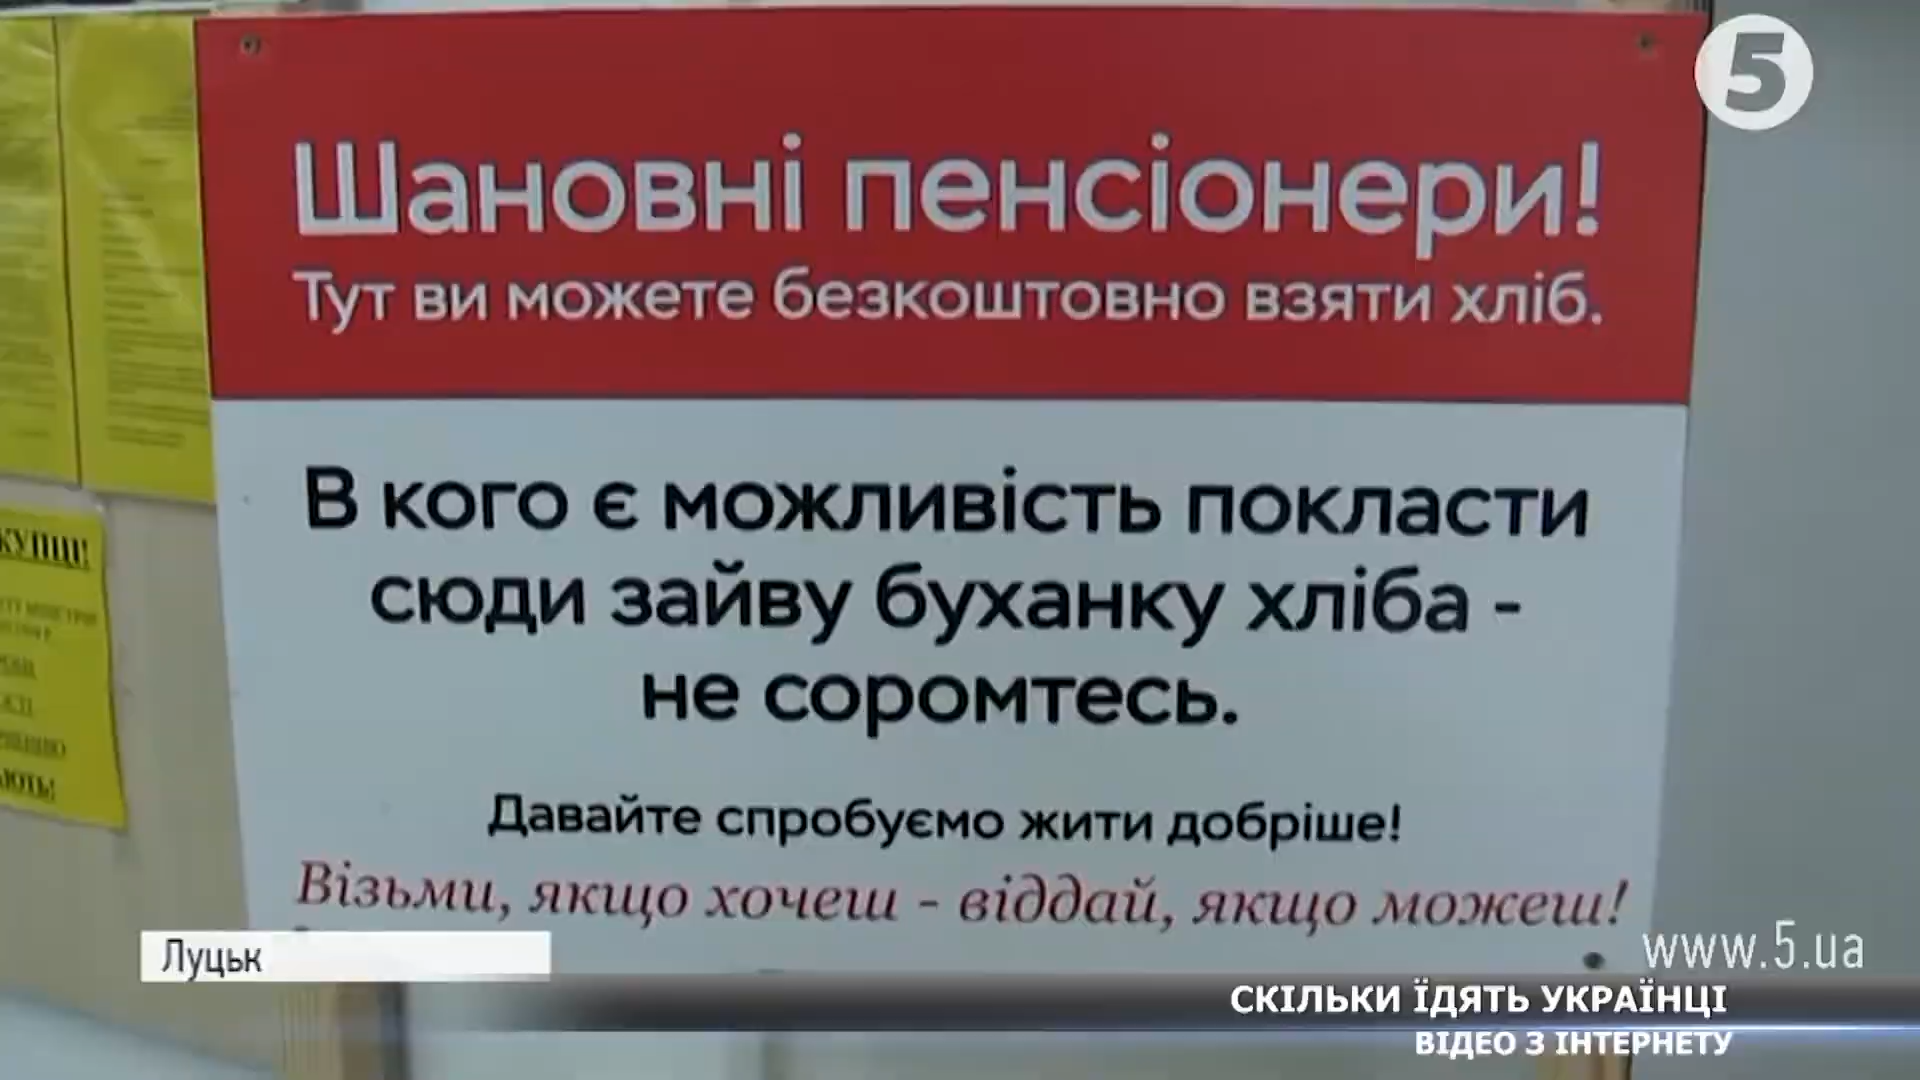 5
Шановні пенсіонери!
Тут ви можете безкоштовно взяти хліб.
В кого є можливість покласти
сюди зайву буханку хліба -
не соромтесь.
Давайте спробуємо жити добріше!
Візьми, якщо хочеш - віддай, якщо можеш!
Луцьк
www.5.ua
СКІЛЬКИ ЇДЯТЬ УКРАЇНЦІ
ВІДЕО З ІНТЕРНЕТУ